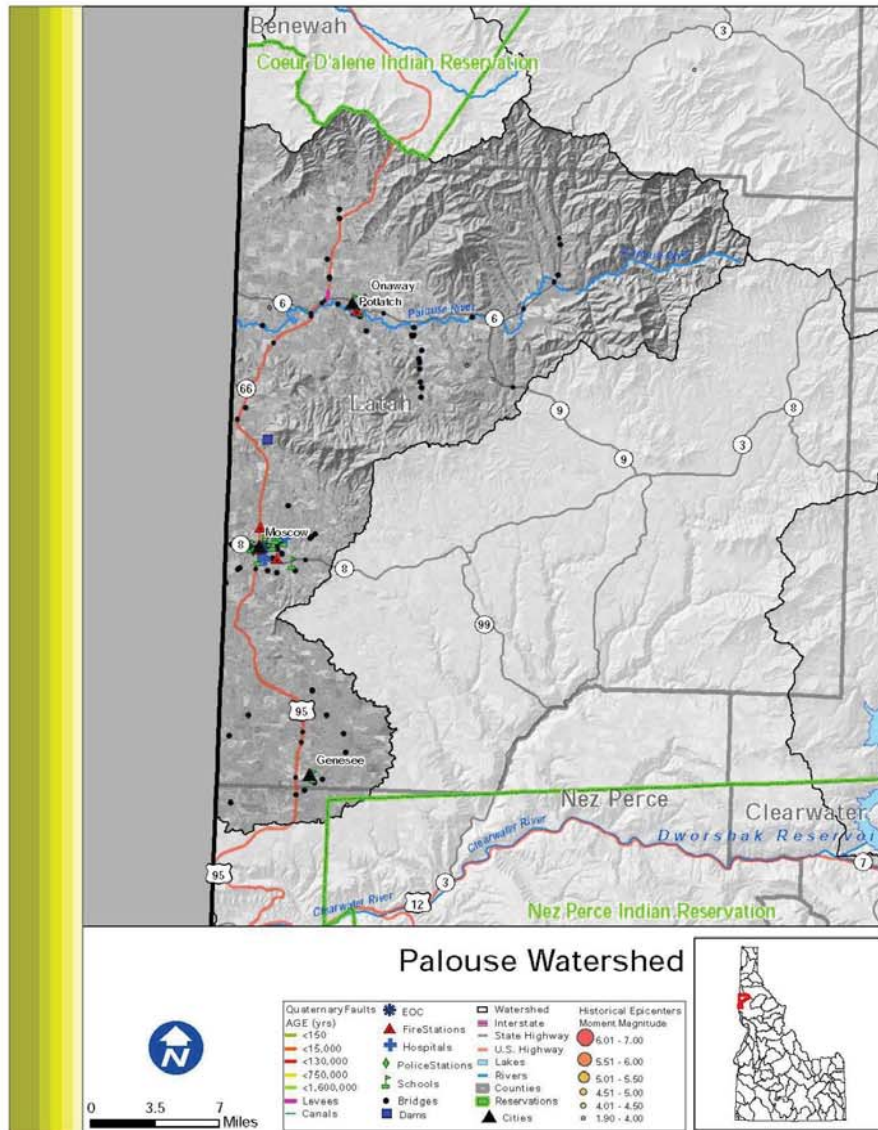 Benewah
Coeur D'alene Indian Reservation
3
Onaway
Potlatch
6
Palouse River
6
66
Latah
9
8
9
3
Moscow
8
8
99
95
Genesee
Nez Perce
Clearwater
Clearwater River
Dworshak Reservoi
95
7
3
12
Clearwater River
Nez Perce Indian Reservation
Palouse Watershed
N
0 3.5 7
Miles
Quaternary Faults
AGE (yrs)
<150
<15,000
<130,000
<750,000
<1,600,000
Levees
Canals
EOC
FireStations
Hospitals
PoliceStations
Schools
Bridges
Dams
Watershed
Interstate
State Highway
U.S. Highway
Lakes
Rivers
Counties
Reservations
Cities
Historical Epicenters
Moment Magnitude
6.01 - 7.00
5.51 - 6.00
5.01 - 5.50
4.51 - 5.00
4.01 - 4.50
1.90 - 4.00